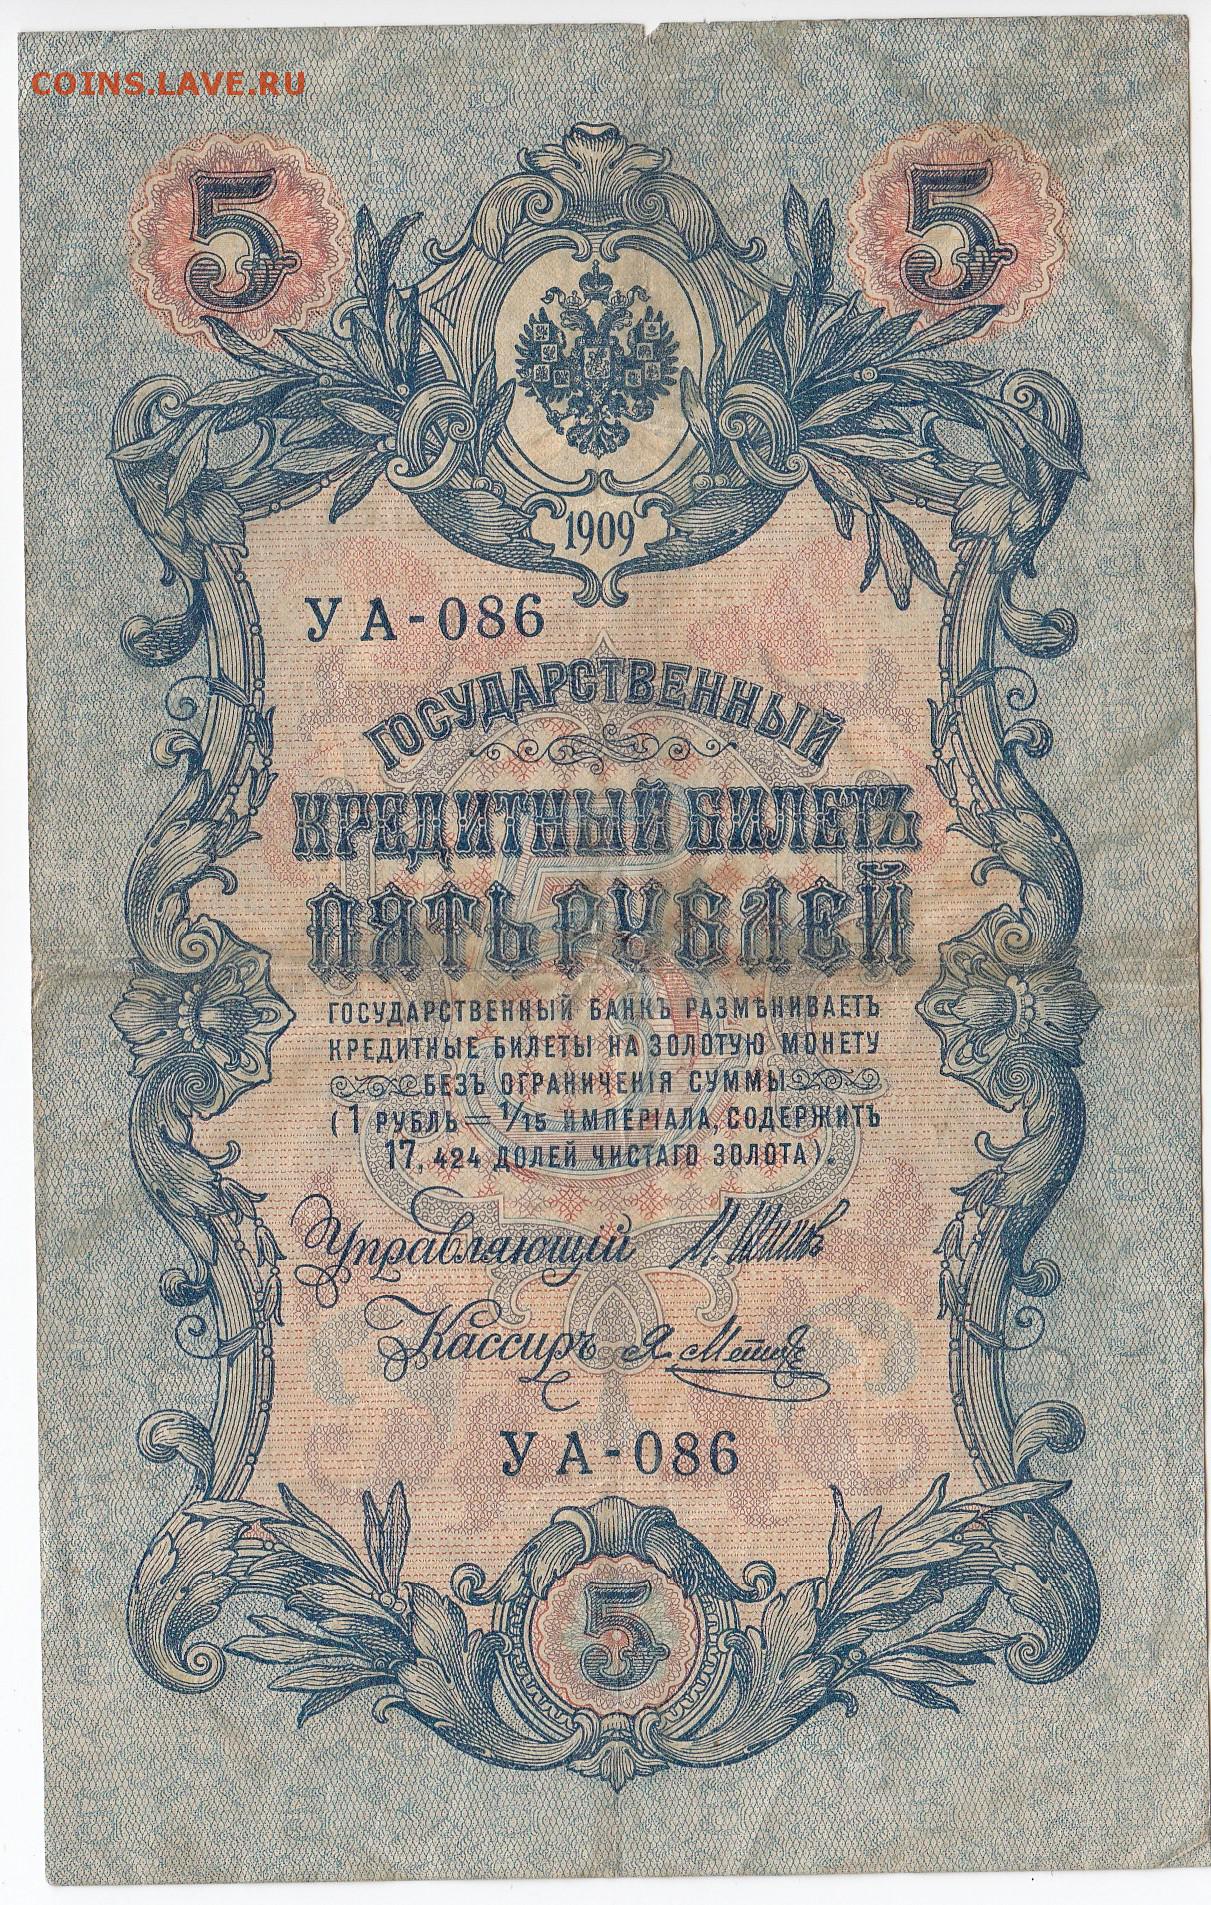 COINS.LAVE.RU
5 5
1909
УА-086
ГОСУДАРСТВЕННЫЙ
КРЕДИТНЫЙ БИЛЕТЪ
ПЯТЬ РУБЛЕЙ
ГОСУДАРСТВЕННЫЙ БАНКЪ РАЗМѢНИВАЕТЪ
КРЕДИТНЫЕ БИЛЕТЫ НА ЗОЛОТУЮ МОНЕТУ
БЕЗЪ ОГРАНИЧЕНІЯ СУММЫ
(1 РУБЛЬ = 1/15 ИМПЕРІАЛА, СОДЕРЖИТЪ
17,424 ДОЛЕЙ ЧИСТАГО ЗОЛОТА).
Управляющій И. Шипов
Кассиръ Я. Метц
УА-086
5